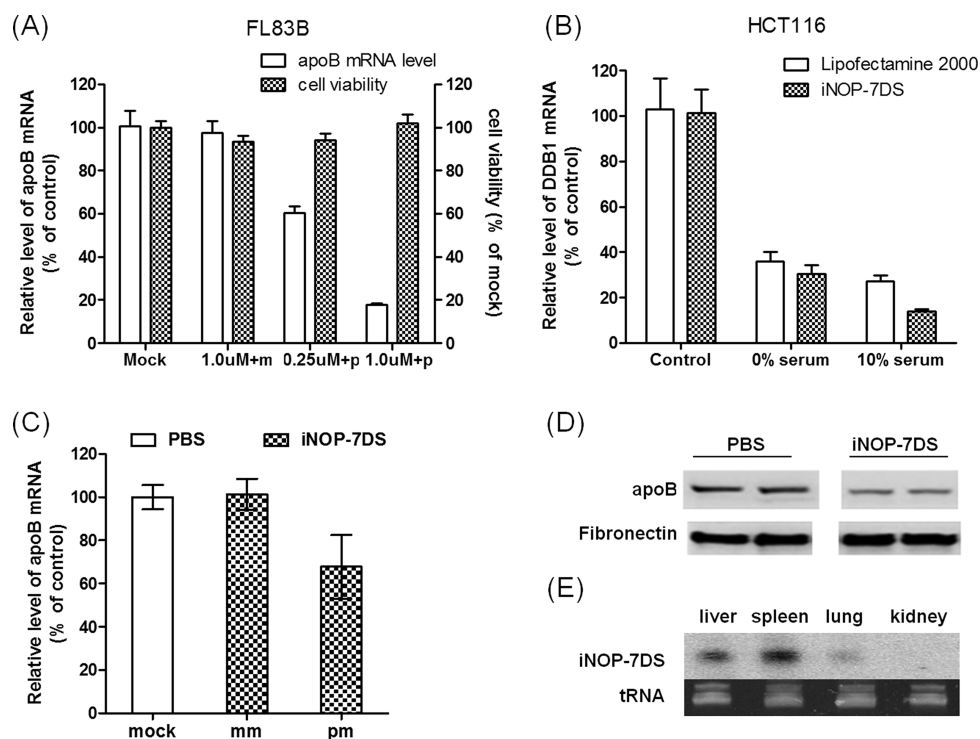 (A)
FL83B
apoB mRNA level
cell viability
Relative level of apoB mRNA
(% of control)
120
100
80
60
40
20
0
120
100
80
60
40
20
0
cell viability (% of mock)
Mock 1.0uM+m 0.25uM+p 1.0uM+p
(B)
HCT116
Lipofectamine 2000
iNOP-7DS
Relative level of DDB1 mRNA
(% of control)
120
100
80
60
40
20
0
Control 0% serum 10% serum
(C)
PBS iNOP-7DS
Relative level of apoB mRNA
(% of control)
120
100
80
60
40
20
0
mock mm pm
(D)
PBS iNOP-7DS
apoB
Fibronectin
(E)
liver spleen lung kidney
iNOP-7DS
tRNA